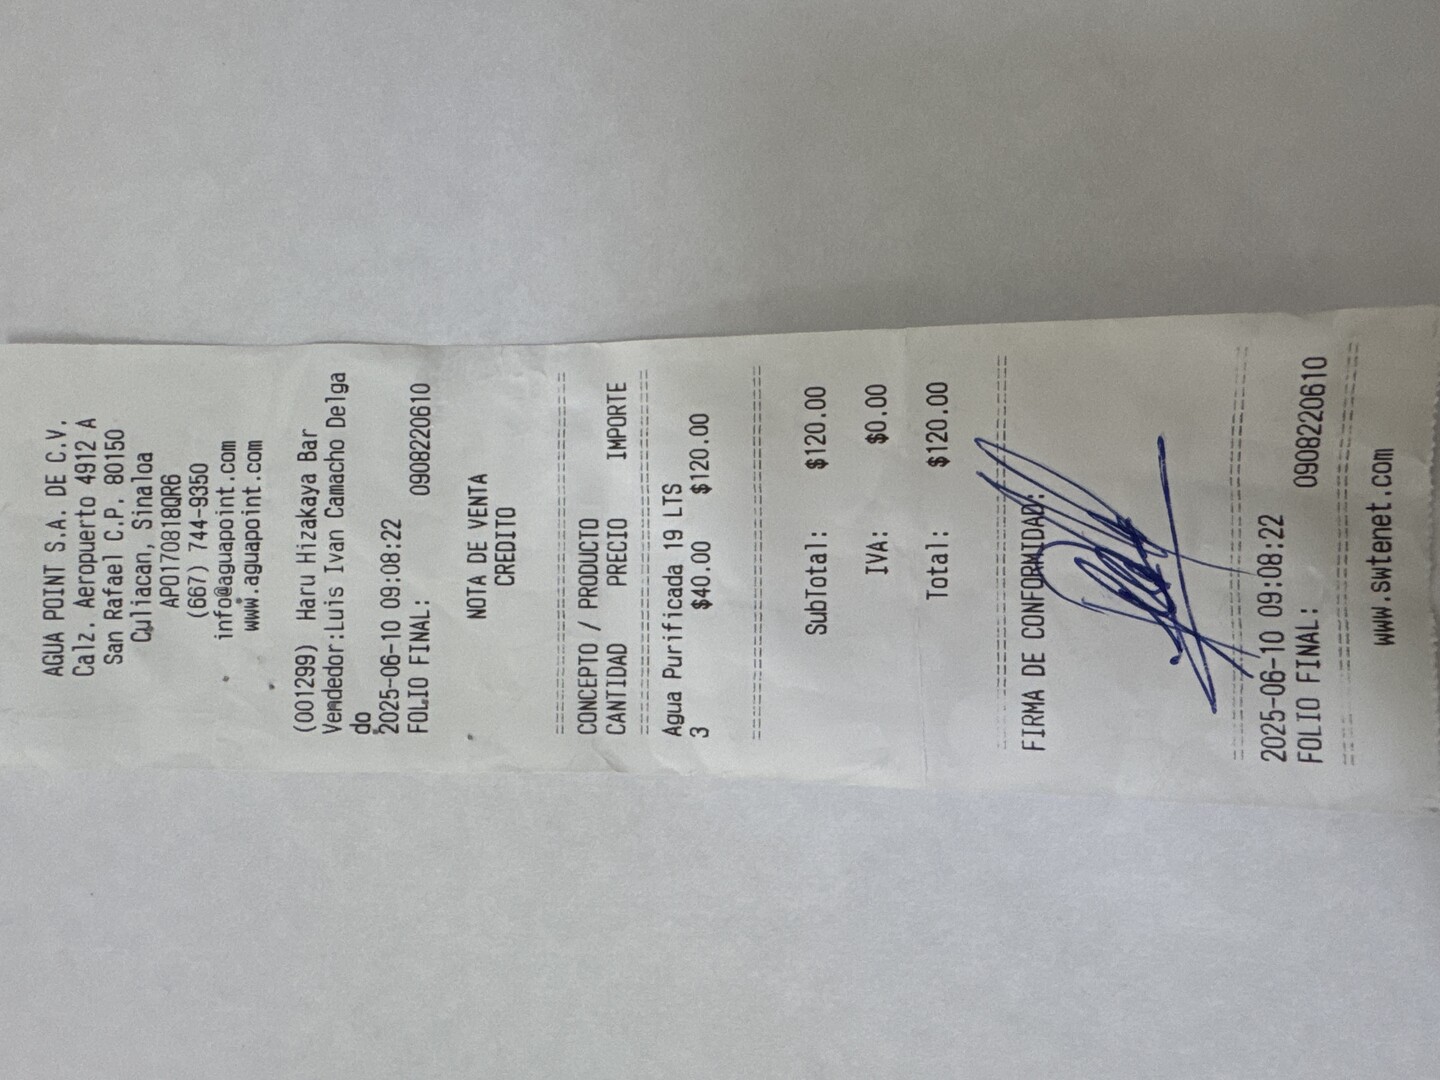 AGUA POINT S.A. DE C.V.
Calz. Aeropuerto 4912 A
San Rafael C.P. 80150
Culiacan, Sinaloa
APO170818QR6
(667) 744-9350
info@aguapoint.com
www.aguapoint.com
(001299) Haru Hizakaya Bar
Vendedor:Luis Ivan Camacho Delga
do
2025-06-10 09:08:22
FOLIO FINAL: 0908220610
NOTA DE VENTA
CREDITO
CONCEPTO / PRODUCTO
CANTIDAD PRECIO IMPORTE
Agua Purificada 19 LTS
3 $40.00 $120.00
SubTotal: $120.00
IVA: $0.00
Total: $120.00
FIRMA DE CONFORMIDAD:
2025-06-10 09:08:22
FOLIO FINAL: 0908220610
www.swtenet.com